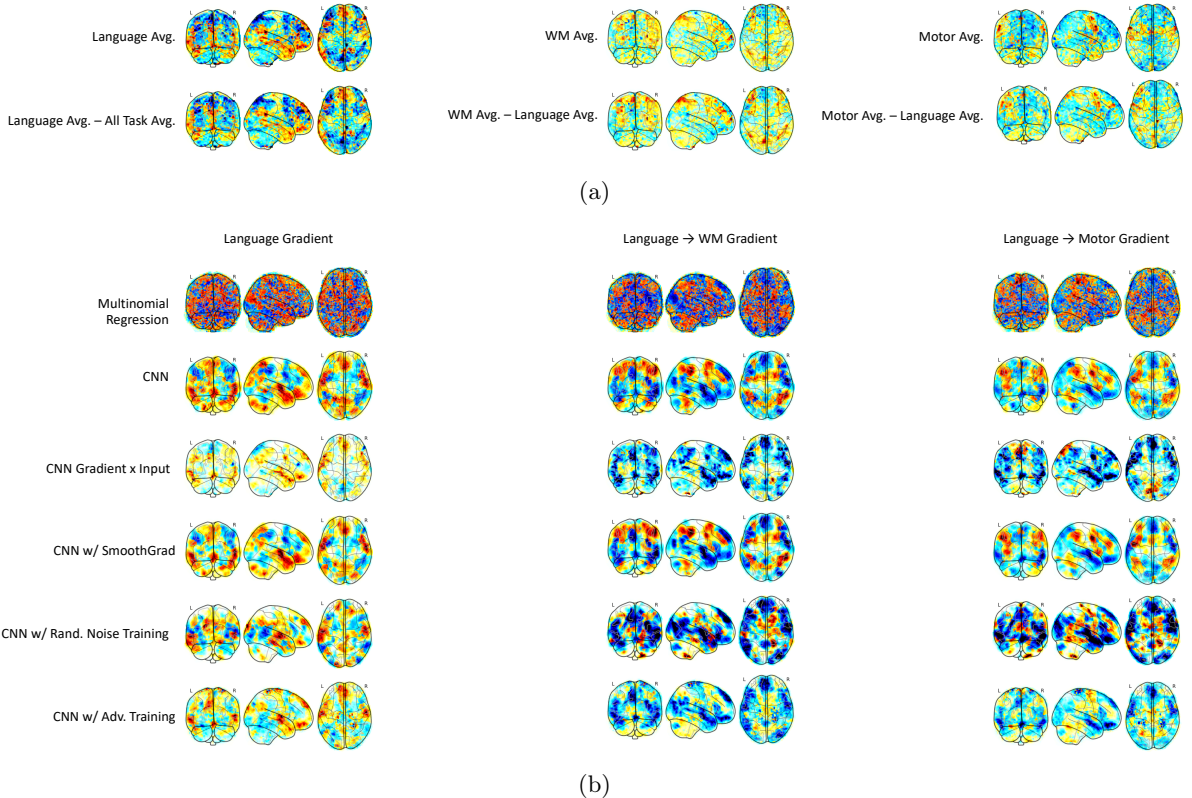 L R L R L R
Language Avg. WM Avg. Motor Avg.
L R L R L R
Language Avg. – All Task Avg. WM Avg. – Language Avg. Motor Avg. – Language Avg.
(a)
Language Gradient Language → WM Gradient Language → Motor Gradient
L R L R L R L R L R L R
Multinomial
Regression
L R L R L R L R L R L R
CNN
L R L R L R L R L R L R
CNN Gradient x Input
L R L R L R L R L R L R
CNN w/ SmoothGrad
L R L R L R L R L R L R
CNN w/ Rand. Noise Training
L R L R L R L R L R L R
CNN w/ Adv. Training
(b)